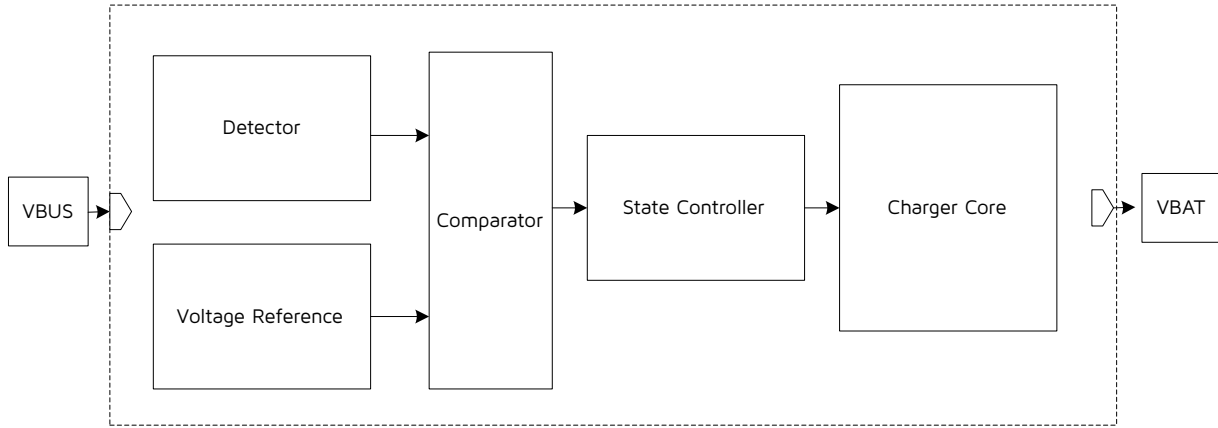 VBUS
Detector
Voltage Reference
Comparator
State Controller
Charger Core
VBAT